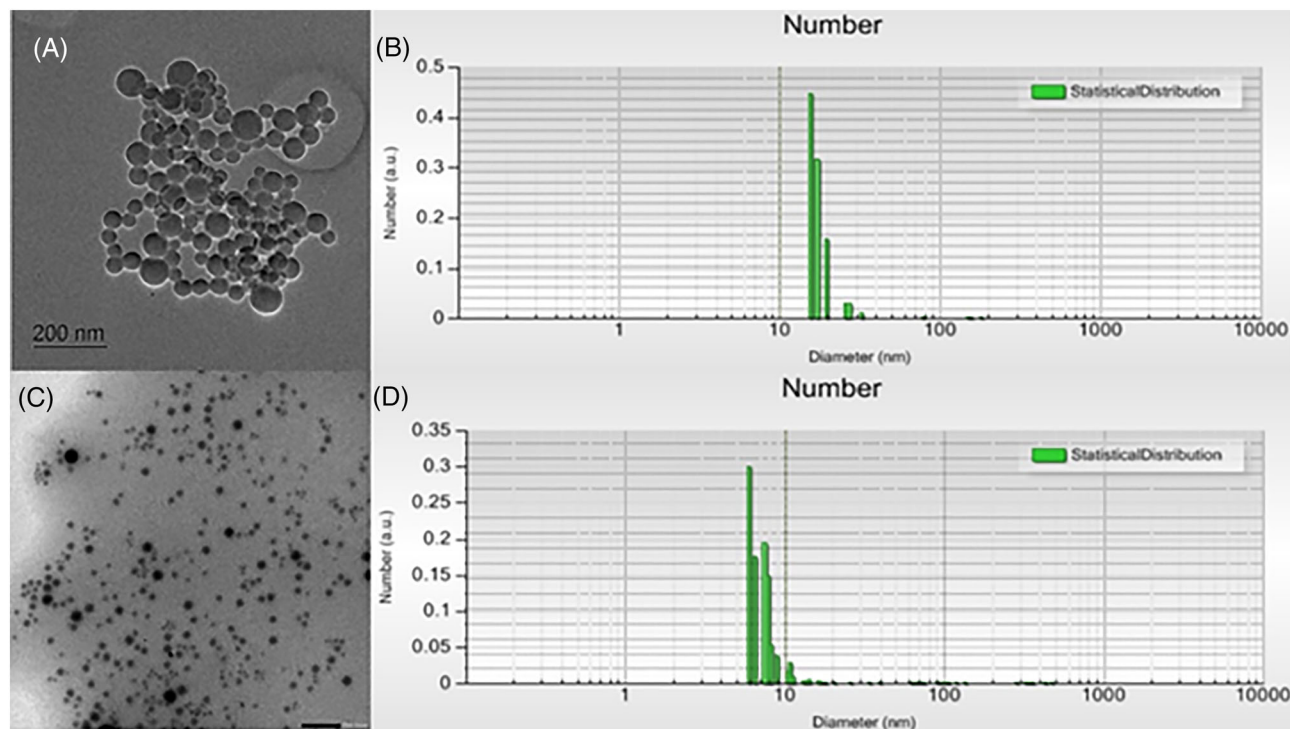 (A)
200 nm
(B)
Number
0.5
0.4
0.3
0.2
0.1
0
Number (a.u.)
StatisticalDistribution
1
10
100
1000
10000
Diameter (nm)
(C)
(D)
Number
0.35
0.3
0.25
0.2
0.15
0.1
0.05
0
Number (a.u.)
StatisticalDistribution
1
10
100
1000
10000
Diameter (nm)